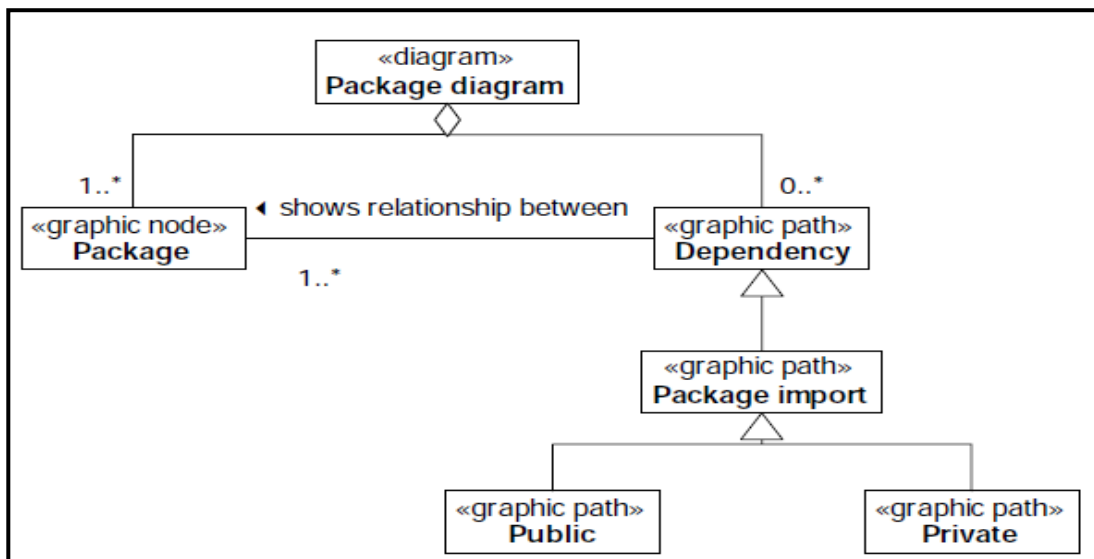 «diagram»
Package diagram
1..*
0..*
«graphic node»
Package
◄ shows relationship between
«graphic path»
Dependency
1..*
«graphic path»
Package import
«graphic path»
Public
«graphic path»
Private